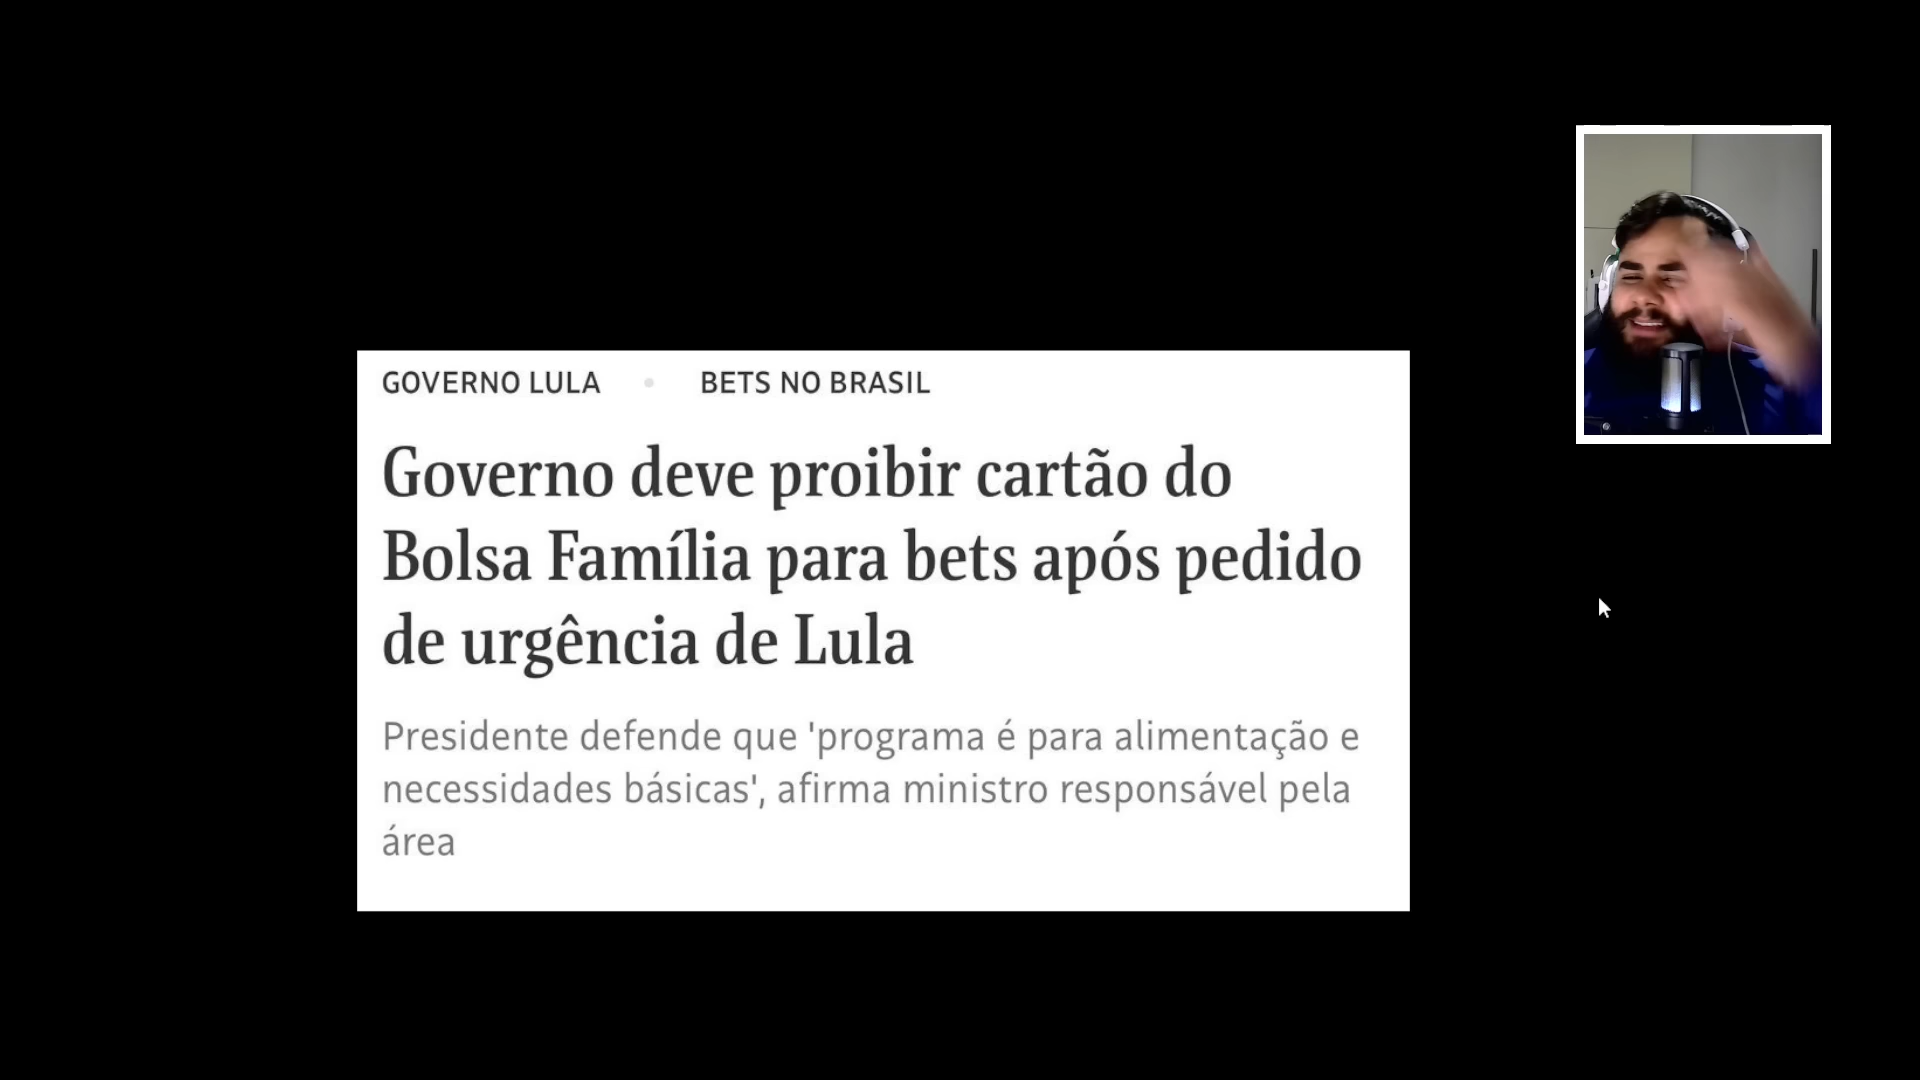 GOVERNO LULA • BETS NO BRASIL
Governo deve proibir cartão do
Bolsa Família para bets após pedido
de urgência de Lula
Presidente defende que 'programa é para alimentação e
necessidades básicas', afirma ministro responsável pela
área